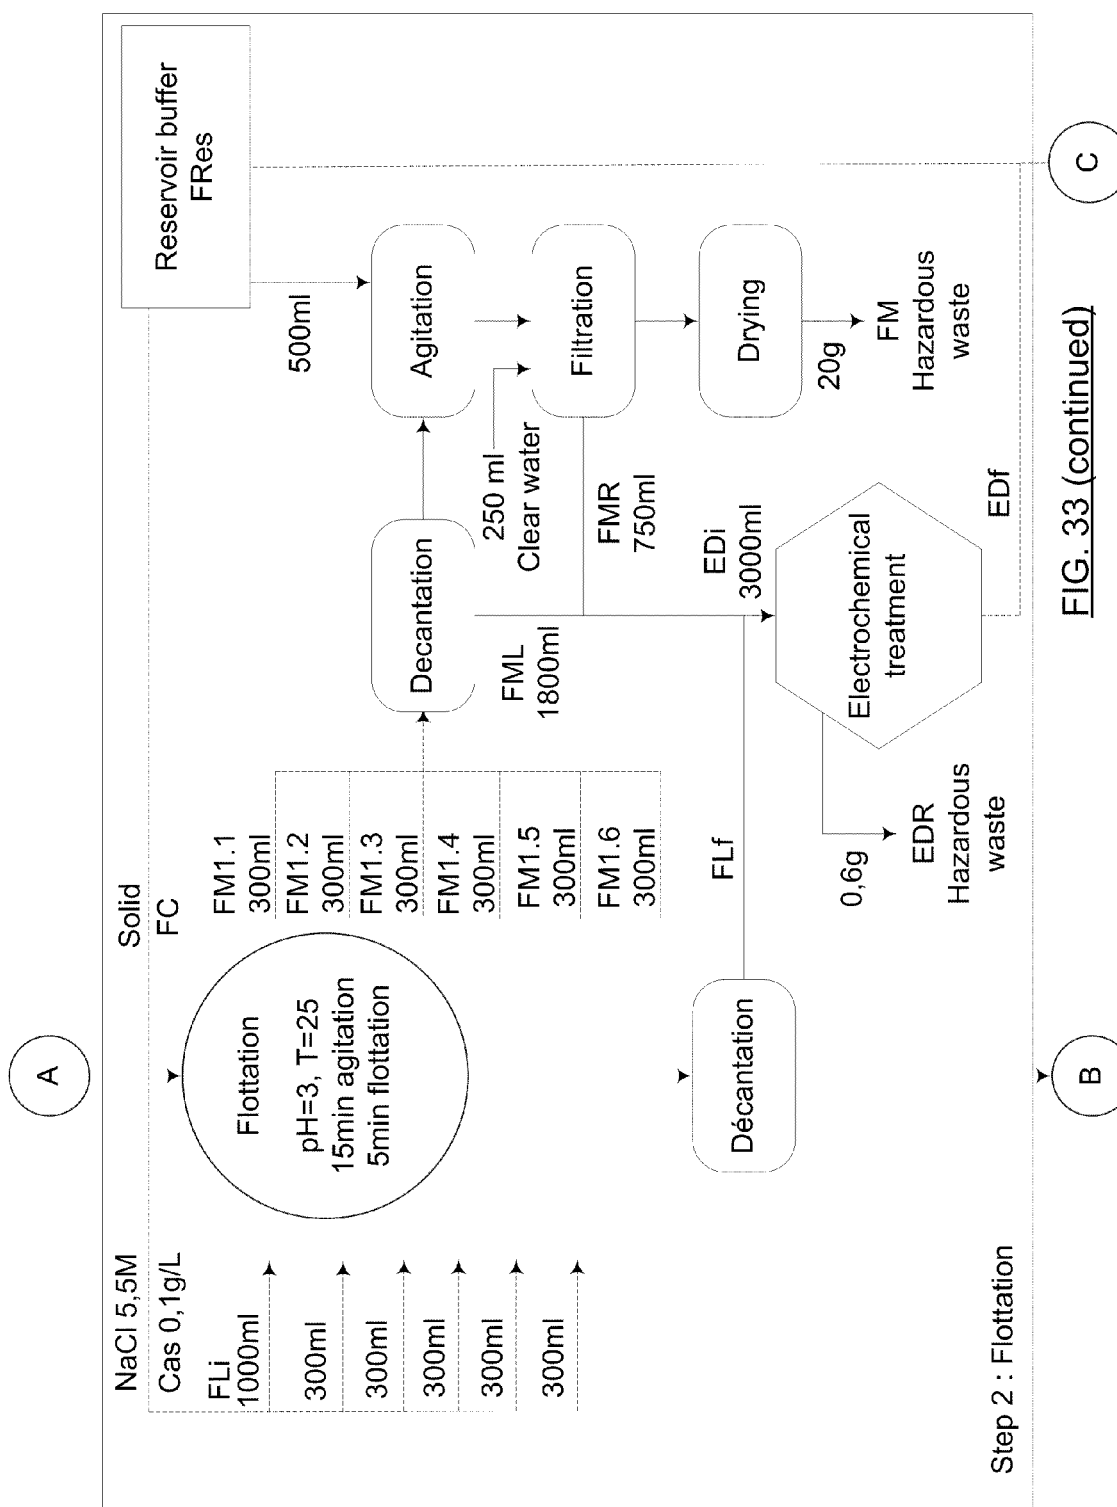 A
NaCl 5,5M
Cas 0,1g/L
FLi
1000ml
300ml
300ml
300ml
300ml
300ml
Solid
FC
Flottation
pH=3, T=25
15min agitation
5min flottation
FM1.1
300ml
FM1.2
300ml
FM1.3
300ml
FM1.4
300ml
FM1.5
300ml
FM1.6
300ml
Reservoir buffer
FRes
500ml
Decantation
Agitation
250 ml
Clear water
FML
1800ml
Filtration
FMR
750ml
Drying
20g
FM
Hazardous
waste
Décantation
FLf
EDi
3000ml
Electrochemical
treatment
0,6g
EDR
Hazardous
waste
EDf
Step 2 : Flottation
B
C
FIG. 33 (continued)